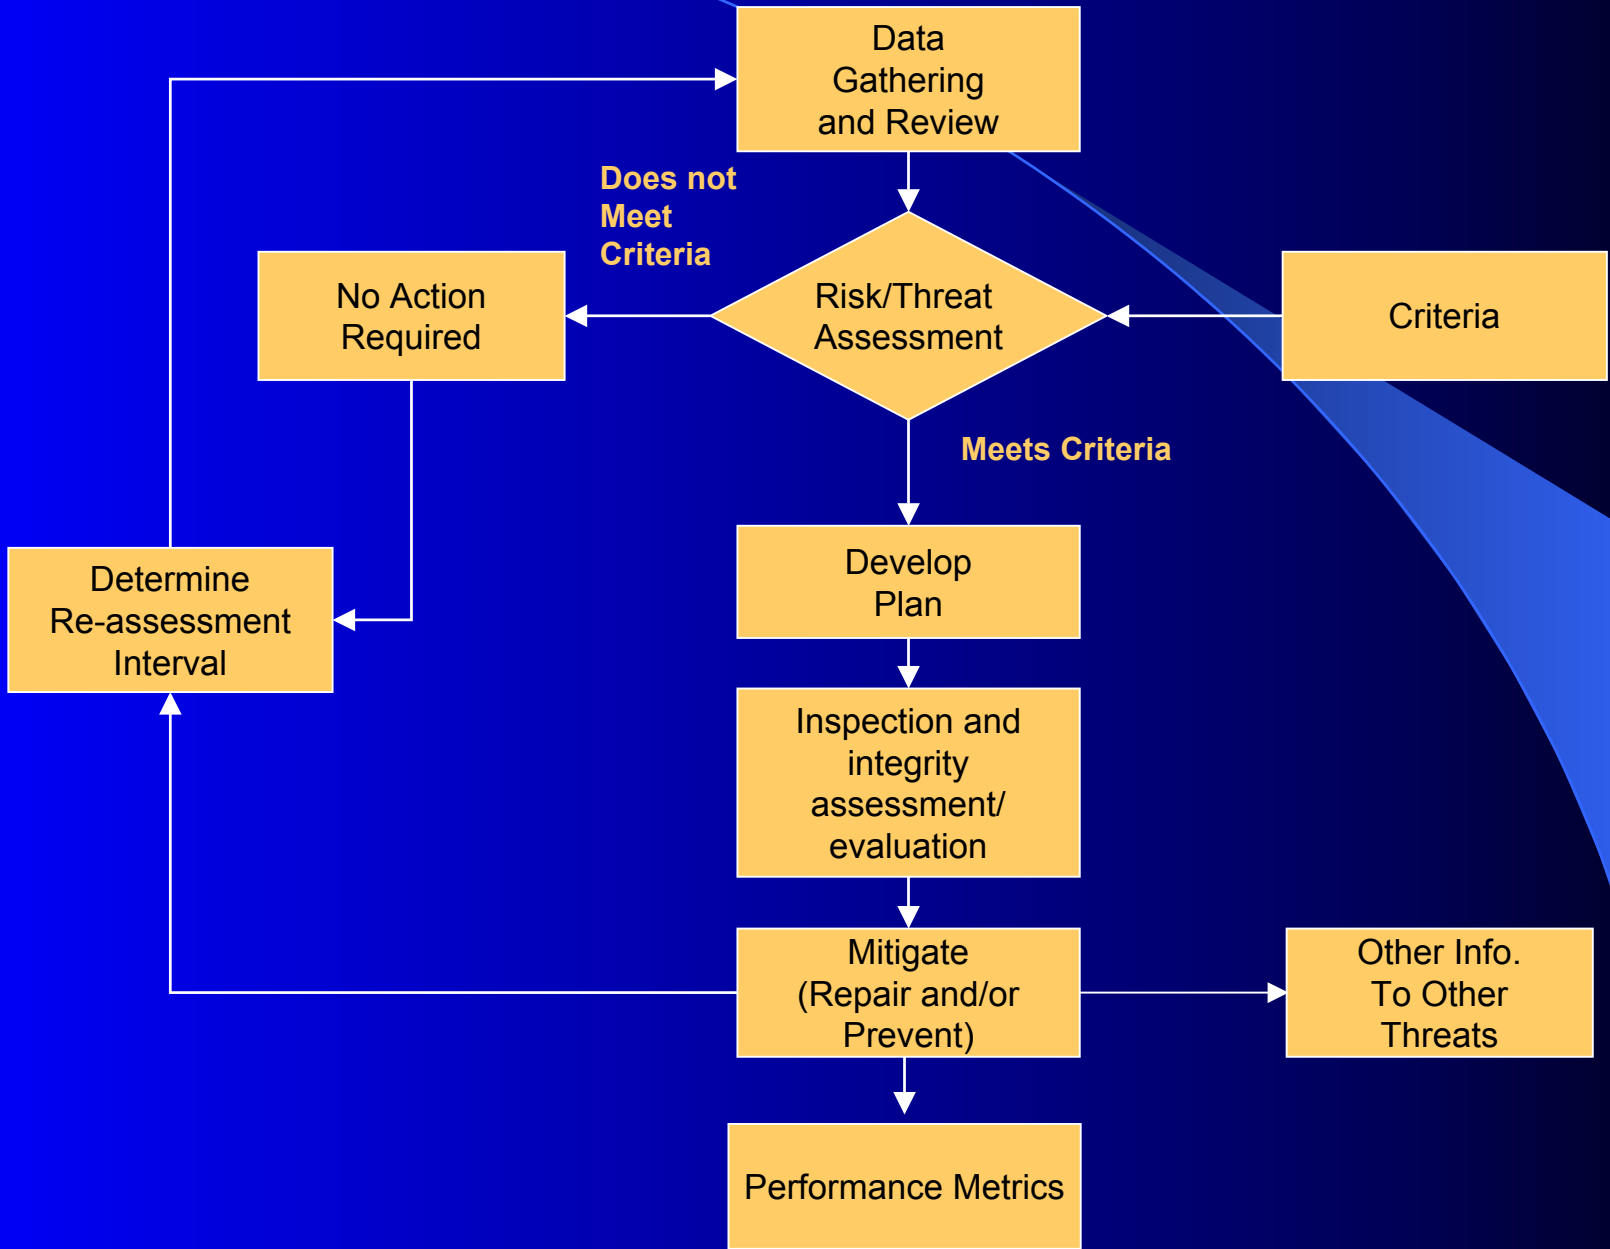 Data
Gathering
and Review
Does not
Meet
Criteria
No Action
Required
Risk/Threat
Assessment
Criteria
Meets Criteria
Determine
Re-assessment
Interval
Develop
Plan
Inspection and
integrity
assessment/
evaluation
Mitigate
(Repair and/or
Prevent)
Other Info.
To Other
Threats
Performance Metrics